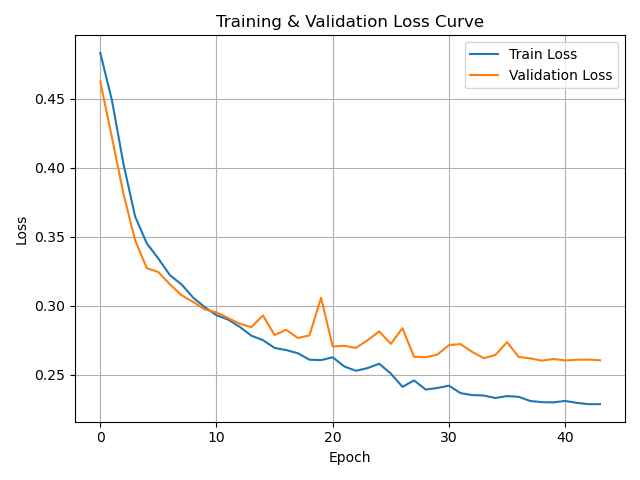 Training & Validation Loss Curve
Train Loss
Validation Loss
0.45
0.40
0.35
0.30
0.25
Loss
0 10 20 30 40
Epoch